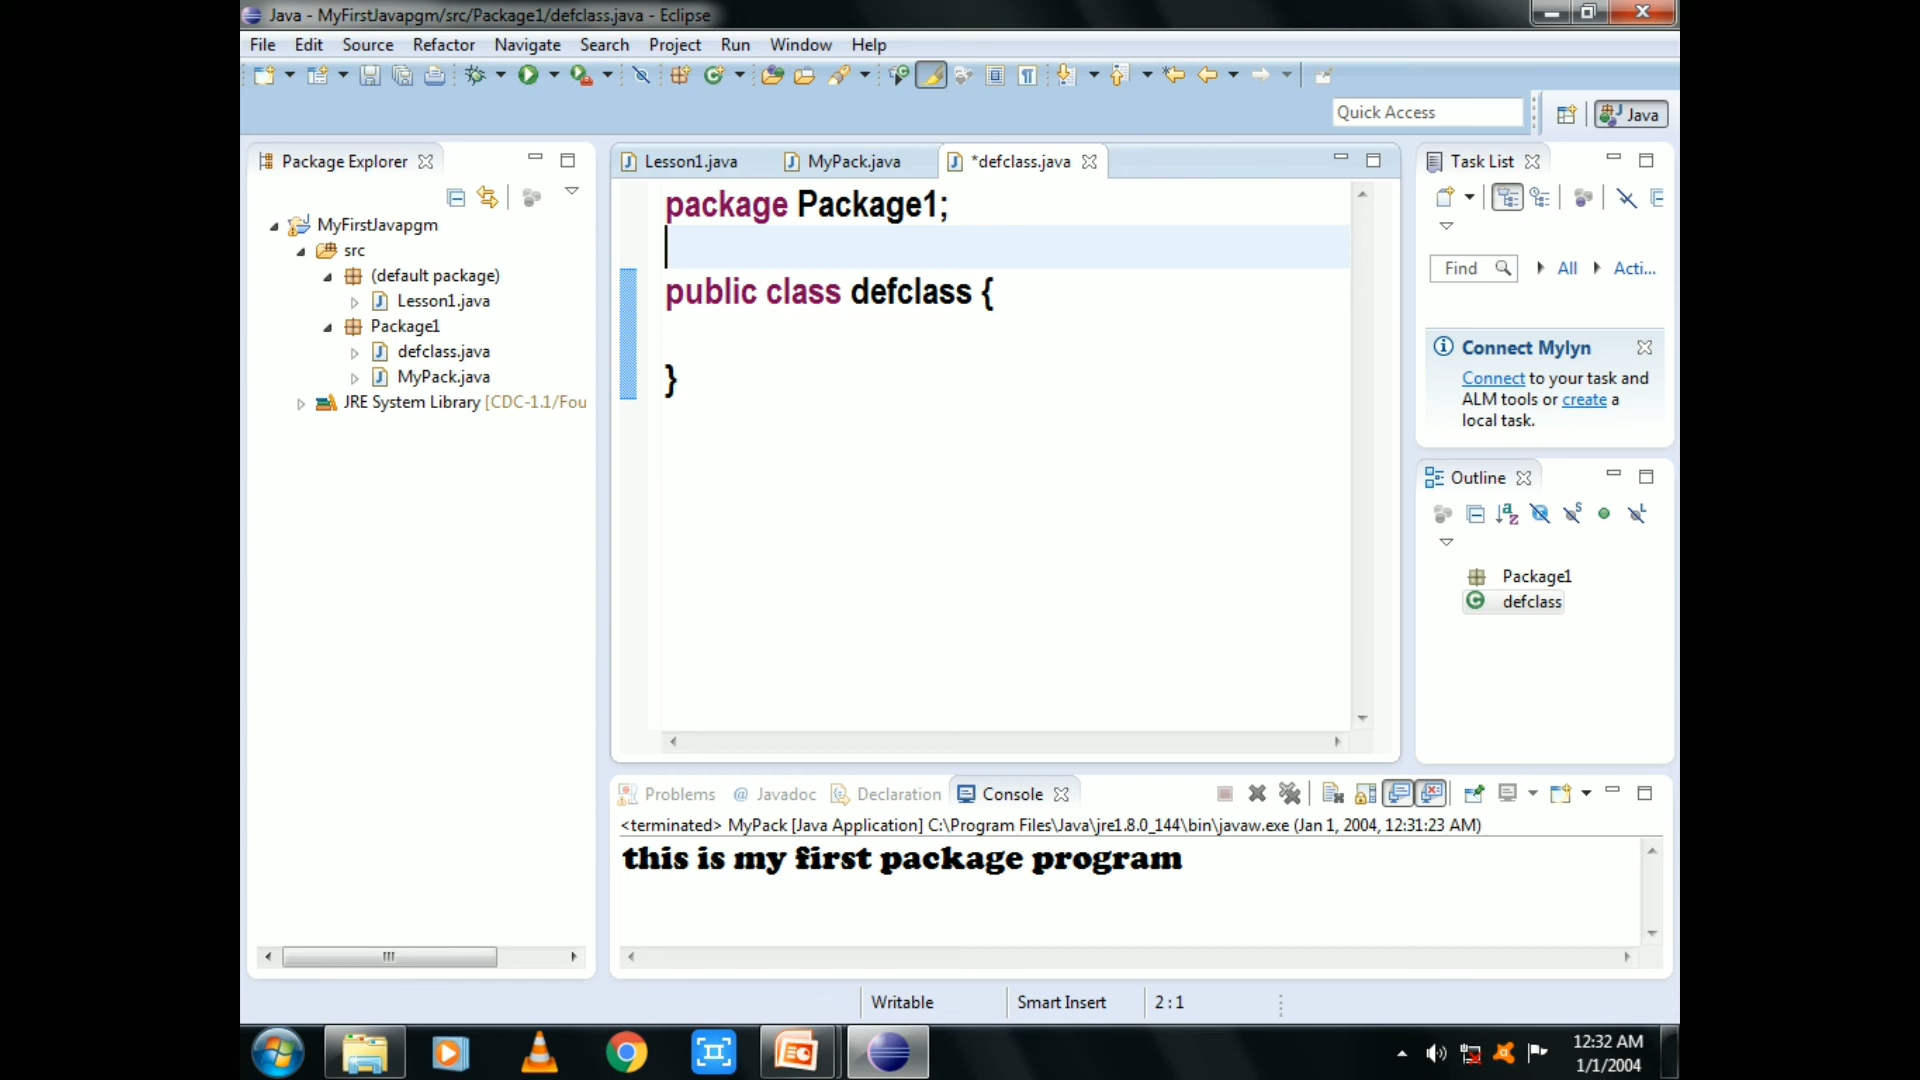 Java - MyFirstJavapgm/src/Package1/defclass.java - Eclipse
File Edit Source Refactor Navigate Search Project Run Window Help
Quick Access
Java
Package Explorer
MyFirstJavapgm
src
(default package)
Lesson1.java
Package1
defclass.java
MyPack.java
JRE System Library [CDC-1.1/Fou
Lesson1.java MyPack.java *defclass.java
package Package1;
public class defclass {
}
Task List
Find All Acti...
Connect Mylyn
Connect to your task and
ALM tools or create a
local task.
Outline
Package1
defclass
Problems @ Javadoc Declaration Console
<terminated> MyPack [Java Application] C:\Program Files\Java\jre1.8.0_144\bin\javaw.exe (Jan 1, 2004, 12:31:23 AM)
this is my first package program
Writable Smart Insert 2 : 1
12:32 AM
1/1/2004